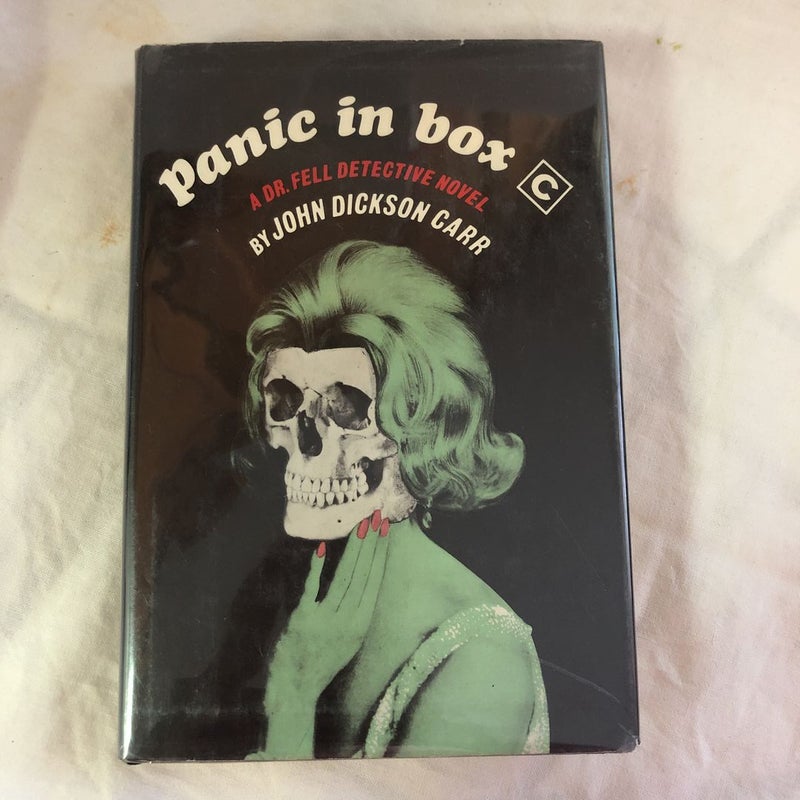 panic in box C
A DR. FELL DETECTIVE NOVEL
BY JOHN DICKSON CARR